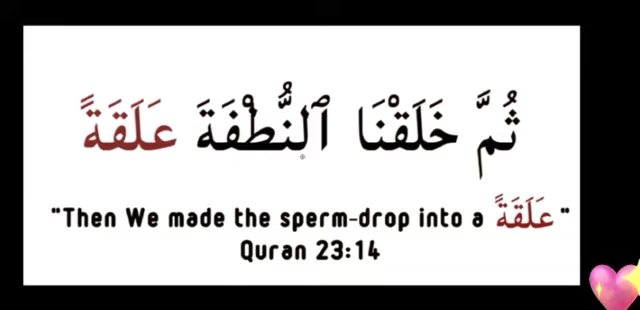 ثُمَّ خَلَقْنَا ٱلنُّطْفَةَ عَلَقَةً
"Then We made the sperm-drop into a عَلَقَةً"
Quran 23:14